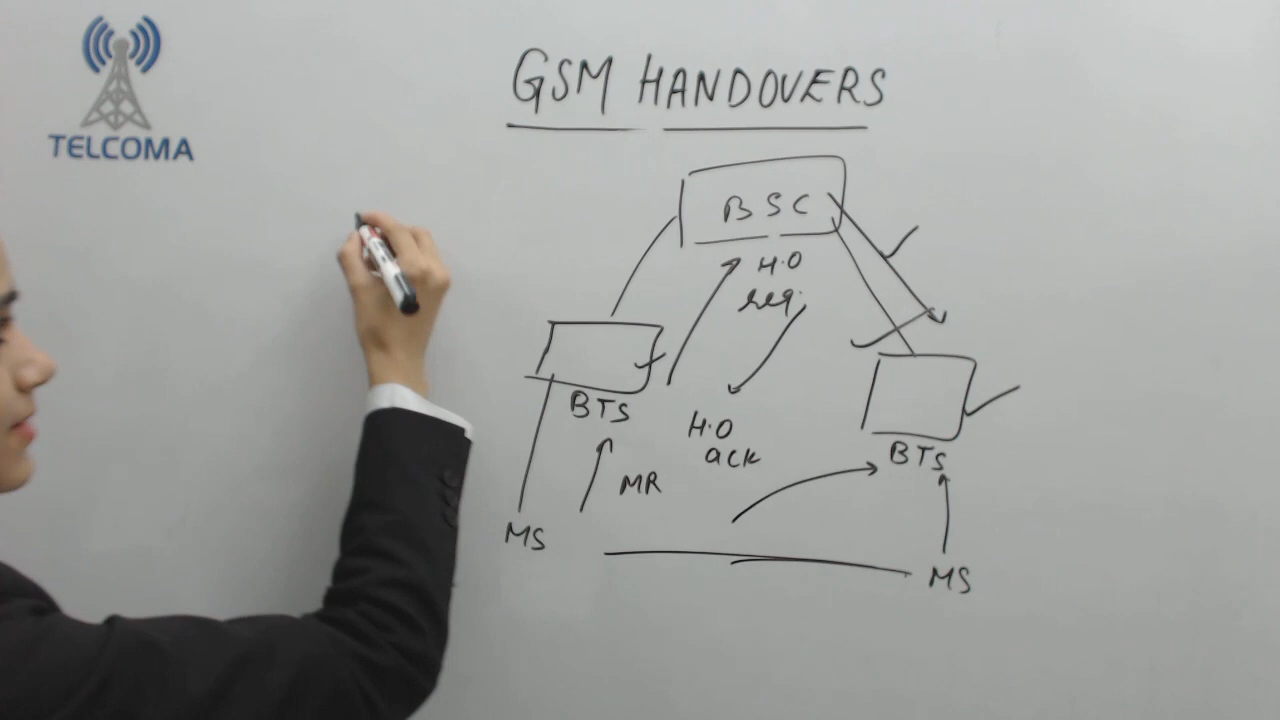 TELCOMA
GSM HANDOVERS
BSC
H.O
req.
BTS
H.O
ack
BTS
MR
MS
MS